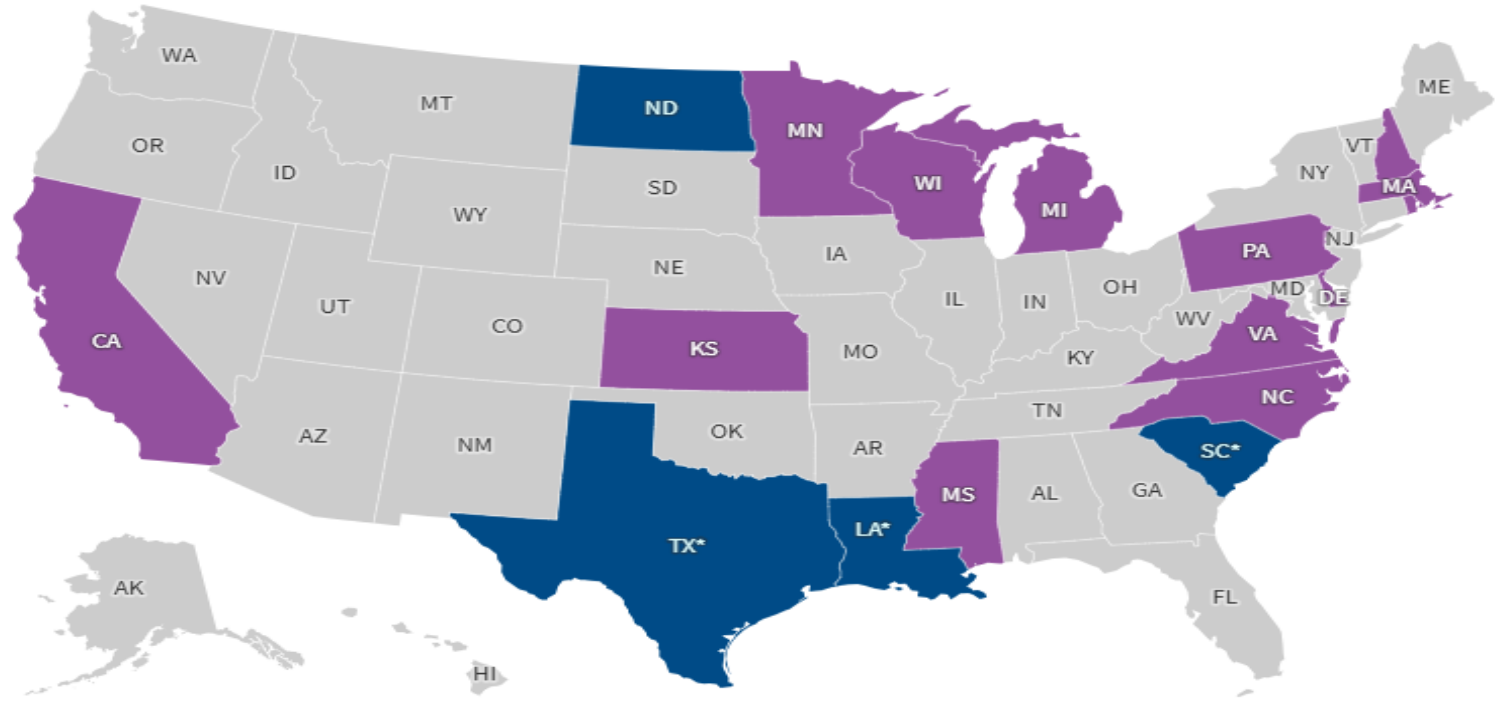 WA
ME
MT
ND
MN
OR
VT
ID
NY
SD
WI
MA
MI
WY
NJ
PA
IA
NE
NV
OH
MD
DE
IL
IN
UT
WV
CO
VA
CA
KS
MO
KY
NC
TN
OK
AZ
NM
AR
SC*
GA
MS
AL
LA*
TX*
AK
FL
HI